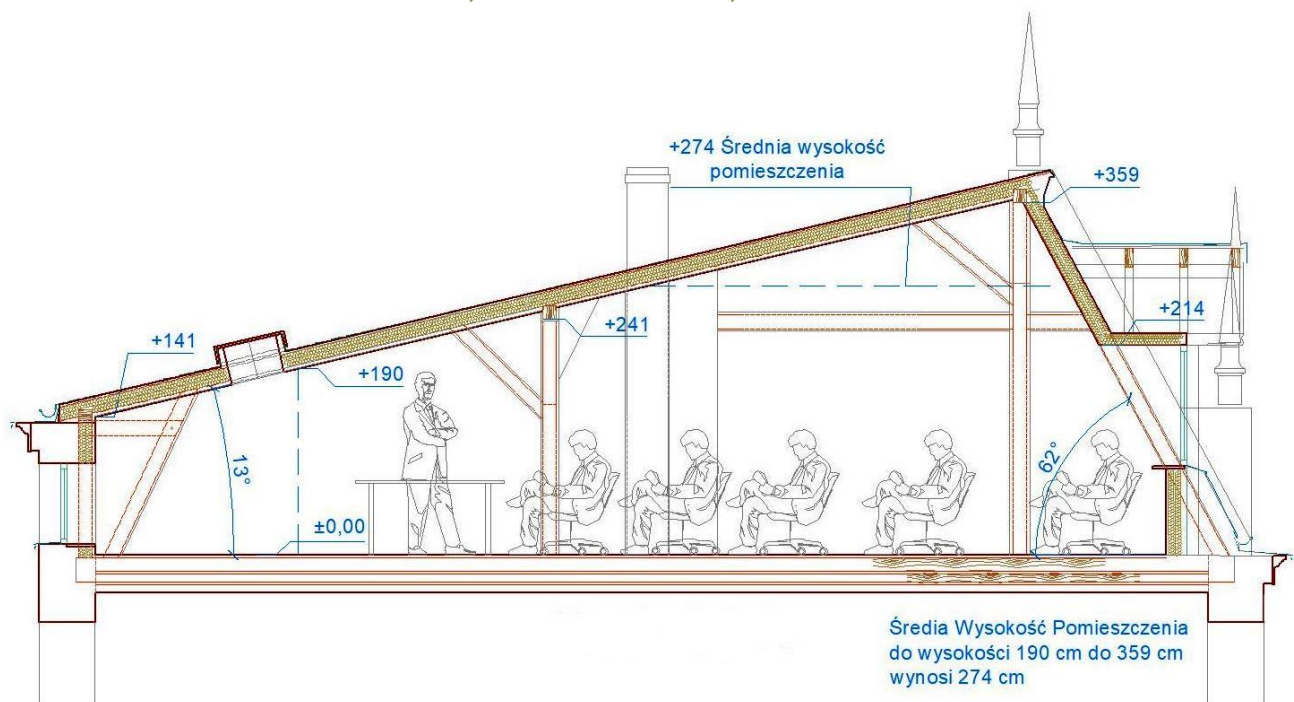 +274 Średnia wysokość
pomieszczenia
+359
+214
+241
+141
+190
13°
62°
±0,00
Średia Wysokość Pomieszczenia
do wysokości 190 cm do 359 cm
wynosi 274 cm